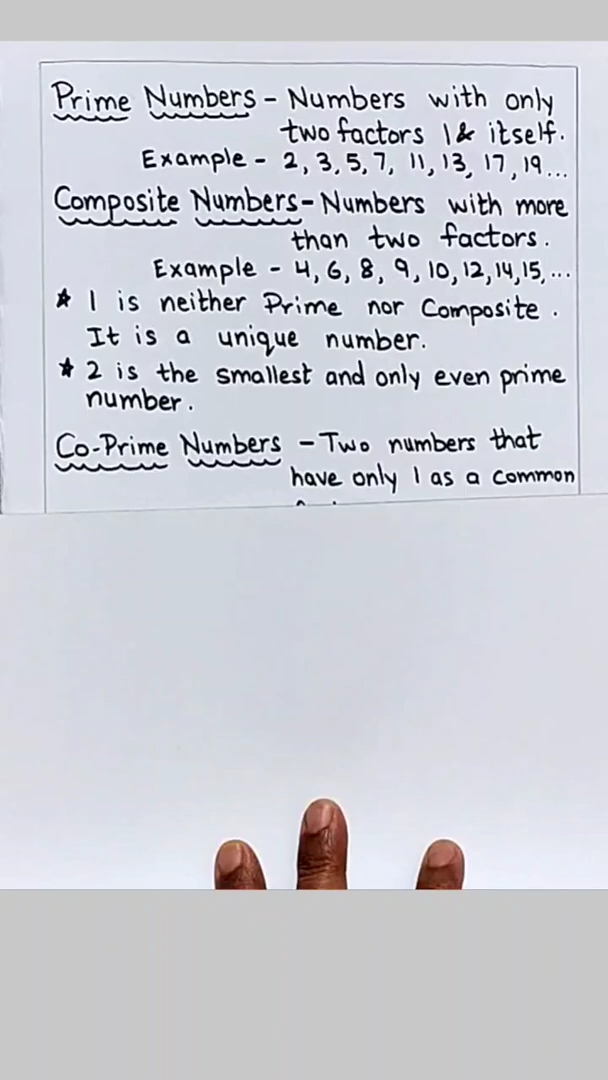 Prime Numbers - Numbers with only
two factors 1 & itself.
Example - 2, 3, 5, 7, 11, 13, 17, 19...
Composite Numbers - Numbers with more
than two factors.
Example - 4, 6, 8, 9, 10, 12, 14, 15, ...
★ 1 is neither Prime nor Composite.
It is a unique number.
★ 2 is the smallest and only even prime
number.
Co-Prime Numbers - Two numbers that
have only 1 as a common